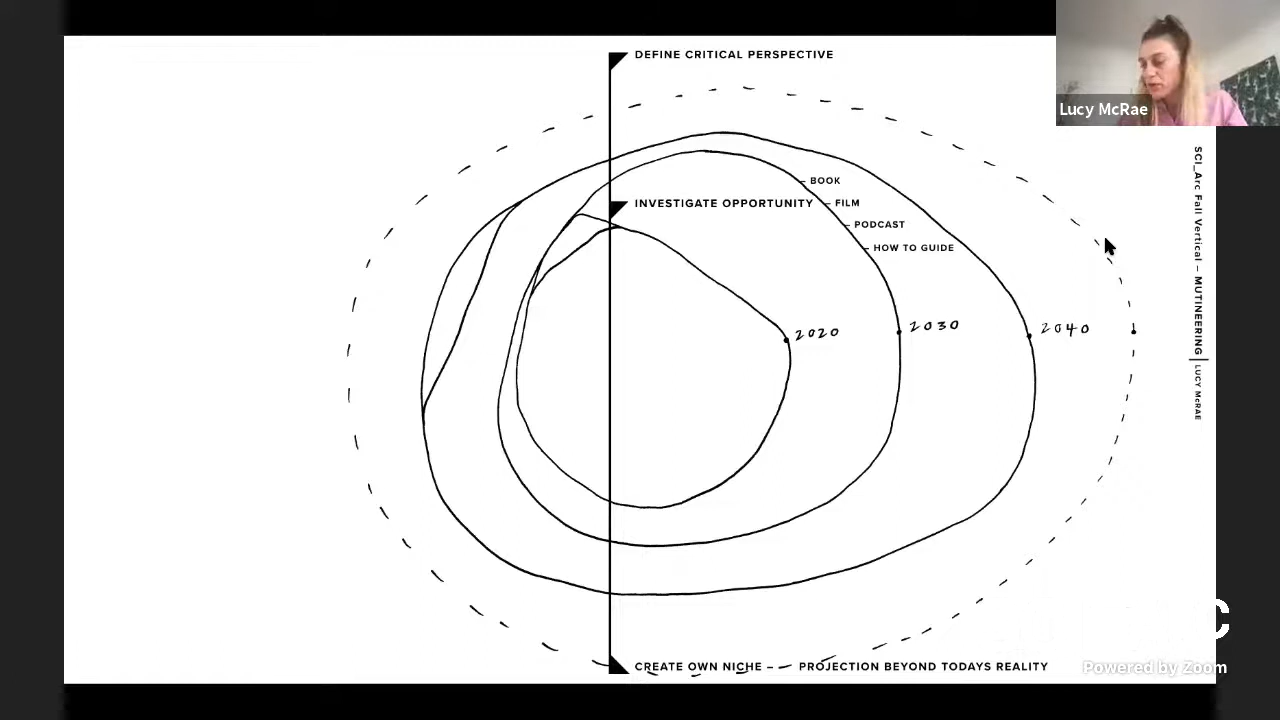 DEFINE CRITICAL PERSPECTIVE
Lucy McRae
BOOK
INVESTIGATE OPPORTUNITY
FILM
PODCAST
HOW TO GUIDE
2020
2030
2040
SCI_Arc Fall Vertical – MUTINEERING | LUCY McRAE
CREATE OWN NICHE – – PROJECTION BEYOND TODAYS REALITY
C
Powered by Zoom